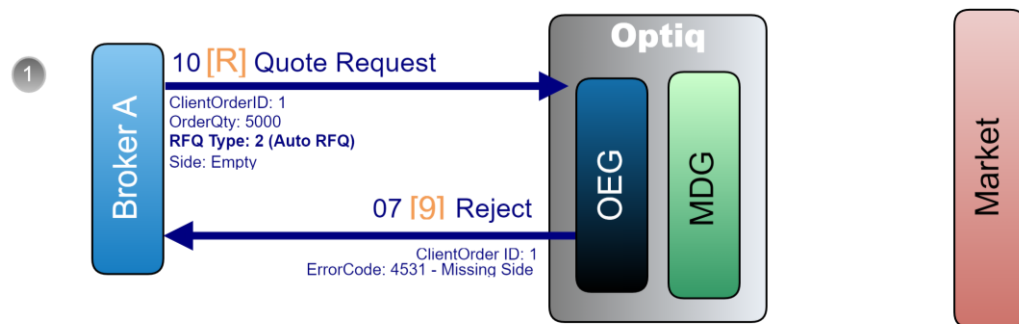 1
Broker A
10 [R] Quote Request
ClientOrderID: 1
OrderQty: 5000
RFQ Type: 2 (Auto RFQ)
Side: Empty
07 [9] Reject
ClientOrder ID: 1
ErrorCode: 4531 - Missing Side
Optiq
OEG
MDG
Market